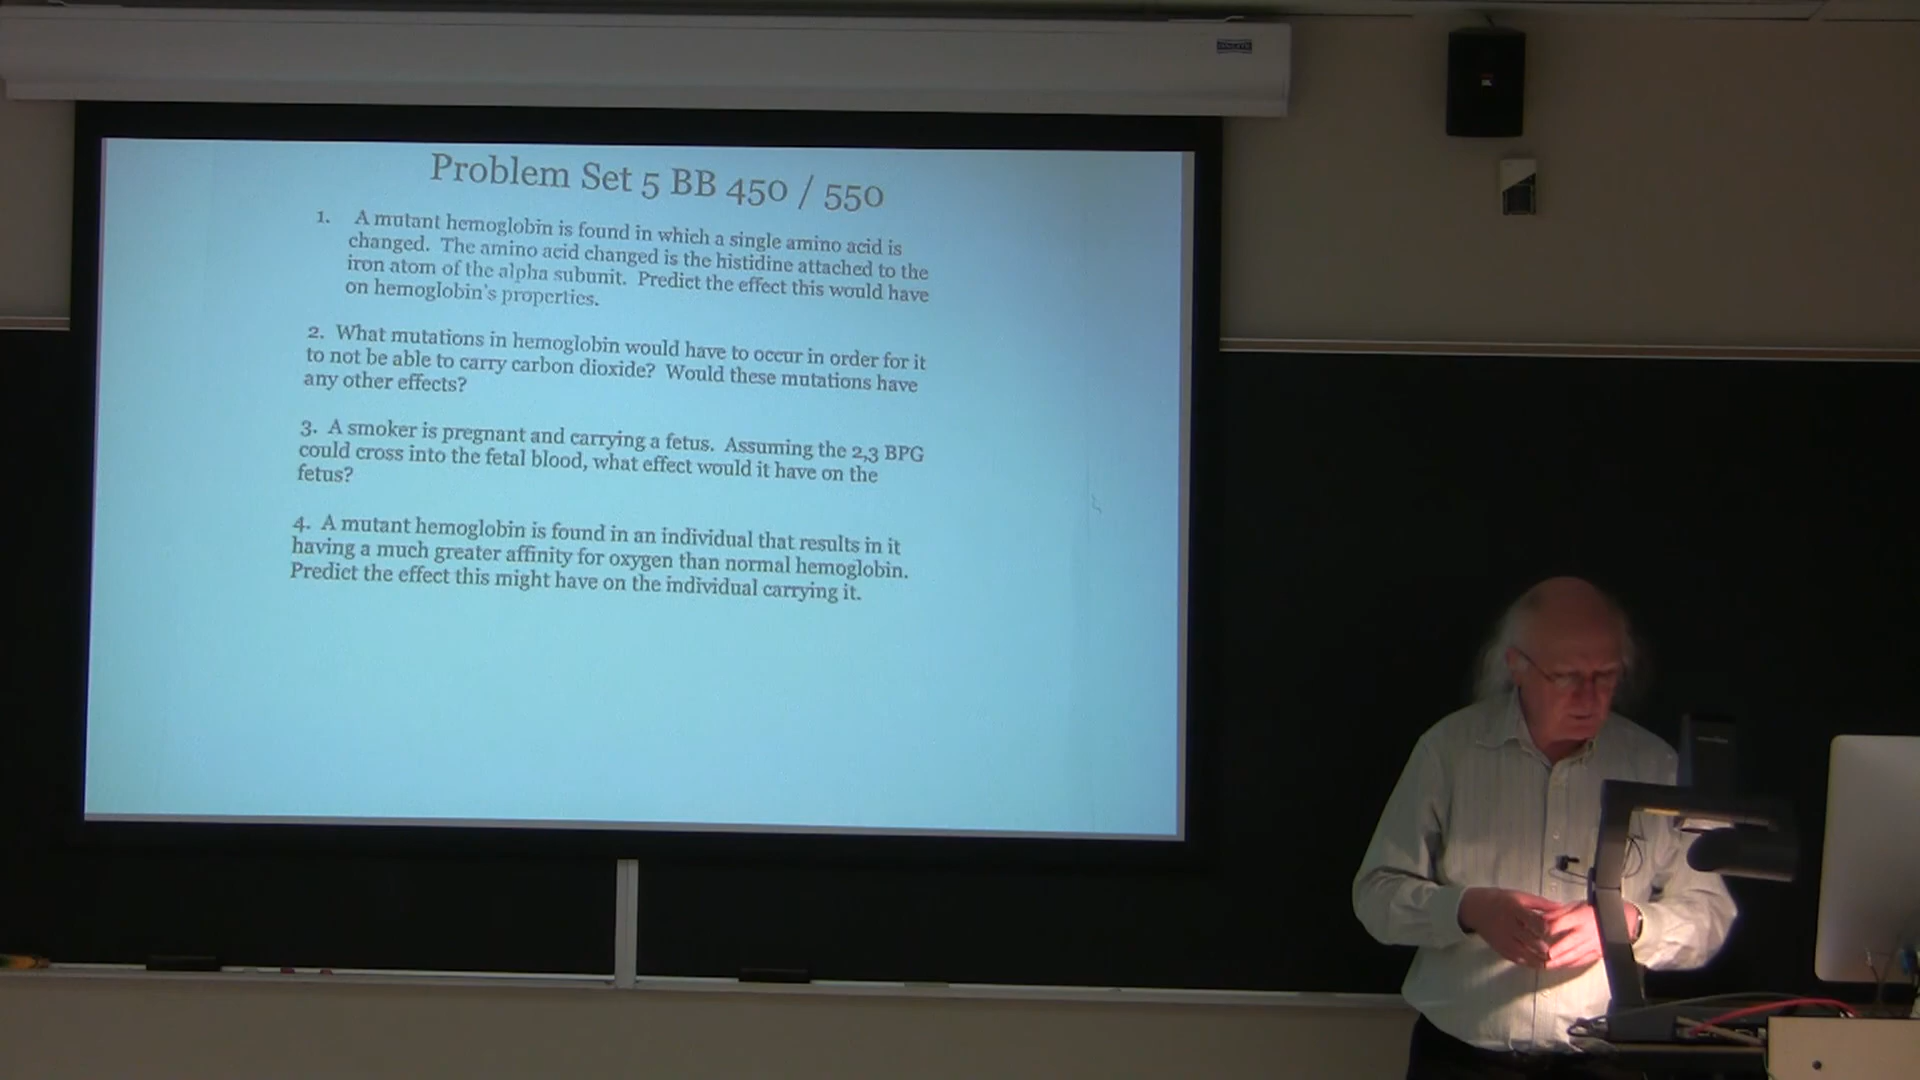 Problem Set 5 BB 450 / 550
1. A mutant hemoglobin is found in which a single amino acid is
changed. The amino acid changed is the histidine attached to the
iron atom of the alpha subunit. Predict the effect this would have
on hemoglobin's properties.
2. What mutations in hemoglobin would have to occur in order for it
to not be able to carry carbon dioxide? Would these mutations have
any other effects?
3. A smoker is pregnant and carrying a fetus. Assuming the 2,3 BPG
could cross into the fetal blood, what effect would it have on the
fetus?
4. A mutant hemoglobin is found in an individual that results in it
having a much greater affinity for oxygen than normal hemoglobin.
Predict the effect this might have on the individual carrying it.